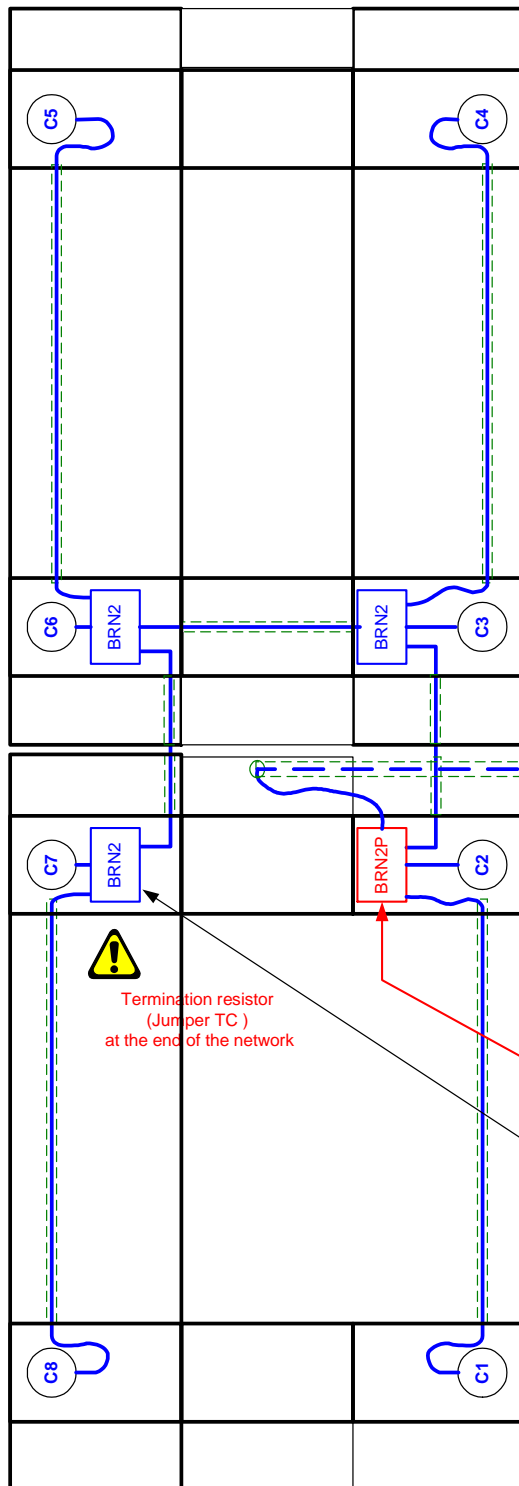 C5
C4
C6
BRN2
BRN2
C3
C7
BRN2
BRN2P
C2
Termination resistor
(Jumper TC )
at the end of the network
C8
C1